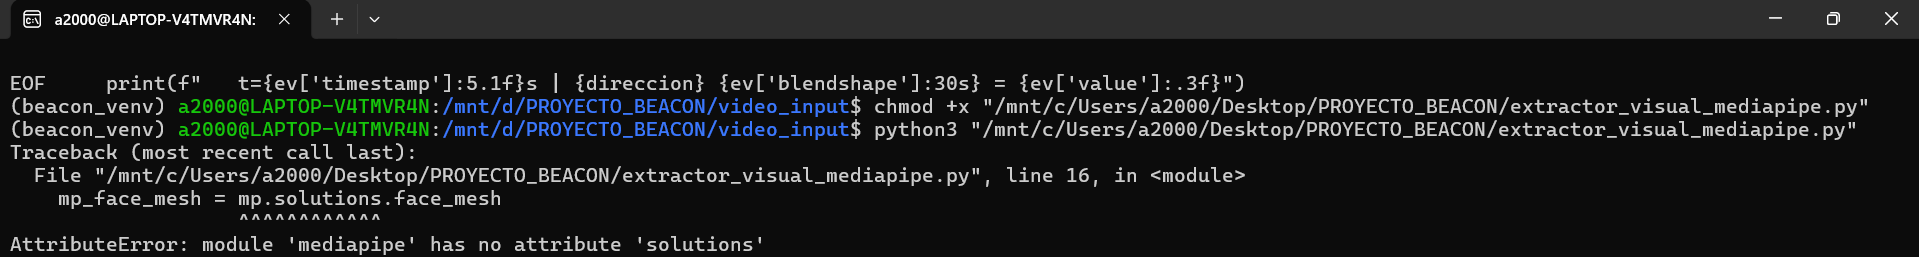 a2000@LAPTOP-V4TMVR4N:
EOF     print(f"   t={ev['timestamp']:5.1f}s | {direccion} {ev['blendshape']:30s} = {ev['value']:.3f}")
(beacon_venv) a2000@LAPTOP-V4TMVR4N:/mnt/d/PROYECTO_BEACON/video_input$ chmod +x "/mnt/c/Users/a2000/Desktop/PROYECTO_BEACON/extractor_visual_mediapipe.py"
(beacon_venv) a2000@LAPTOP-V4TMVR4N:/mnt/d/PROYECTO_BEACON/video_input$ python3 "/mnt/c/Users/a2000/Desktop/PROYECTO_BEACON/extractor_visual_mediapipe.py"
Traceback (most recent call last):
  File "/mnt/c/Users/a2000/Desktop/PROYECTO_BEACON/extractor_visual_mediapipe.py", line 16, in <module>
    mp_face_mesh = mp.solutions.face_mesh
                   ^^^^^^^^^^^^
AttributeError: module 'mediapipe' has no attribute 'solutions'